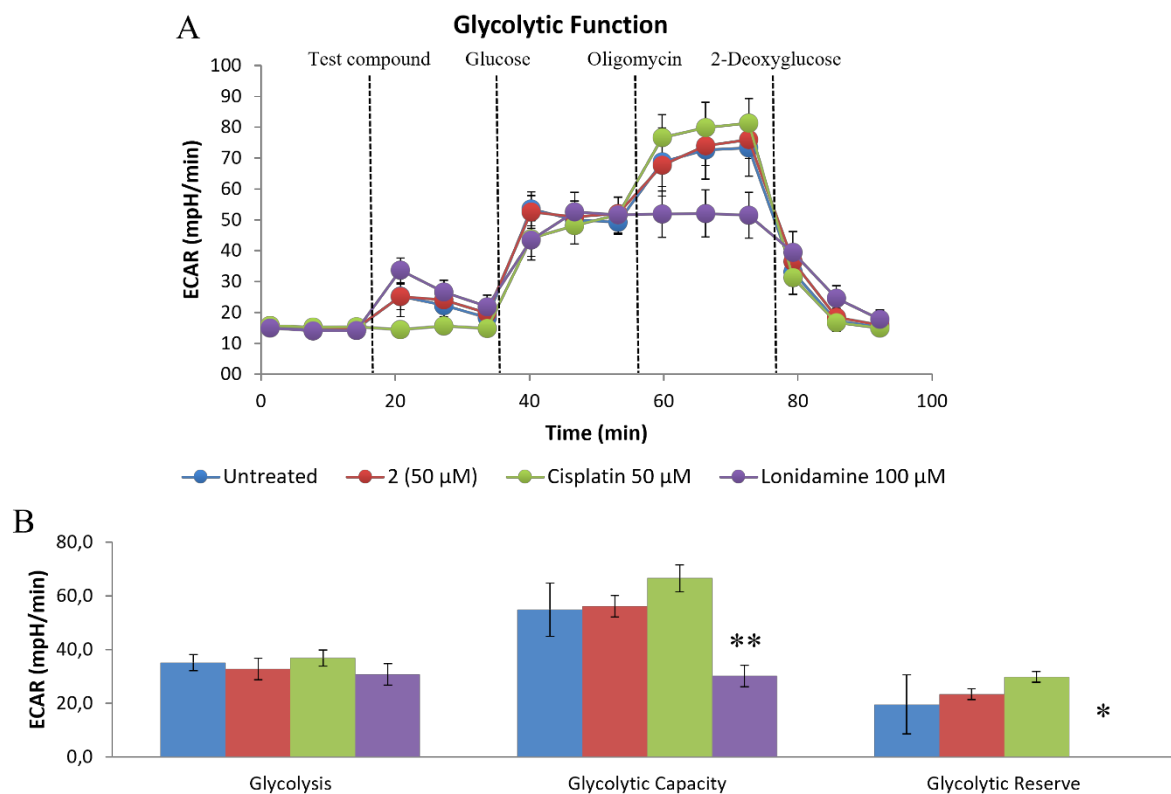 A
Glycolytic Function
Test compound Glucose Oligomycin 2-Deoxyglucose
100
90
80
70
60
50
40
30
20
10
00
ECAR (mpH/min)
0 20 40 60 80 100
Time (min)
Untreated 2 (50 µM) Cisplatin 50 µM Lonidamine 100 µM
B
80,0
60,0
40,0
20,0
0,0
ECAR (mpH/min)
**
*
Glycolysis Glycolytic Capacity Glycolytic Reserve